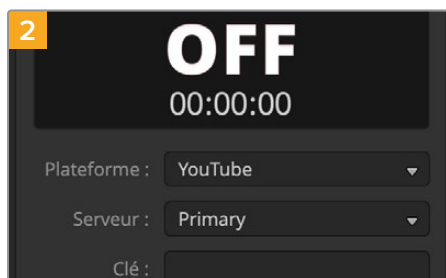 2
OFF
00:00:00
Plateforme : YouTube
Serveur : Primary
Clé :